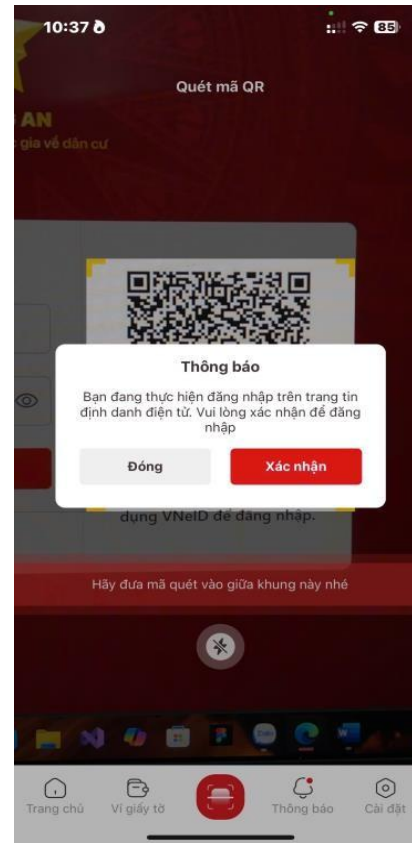 10:37
85
Quét mã QR
AN
gia về dân cư
Thông báo
Bạn đang thực hiện đăng nhập trên trang tin
định danh điện tử. Vui lòng xác nhận để đăng
nhập
Đóng
Xác nhận
dụng VNeID để đăng nhập.
Hãy đưa mã quét vào giữa khung này nhé
Zalo
Trang chủ
Ví giấy tờ
Thông báo
Cài đặt